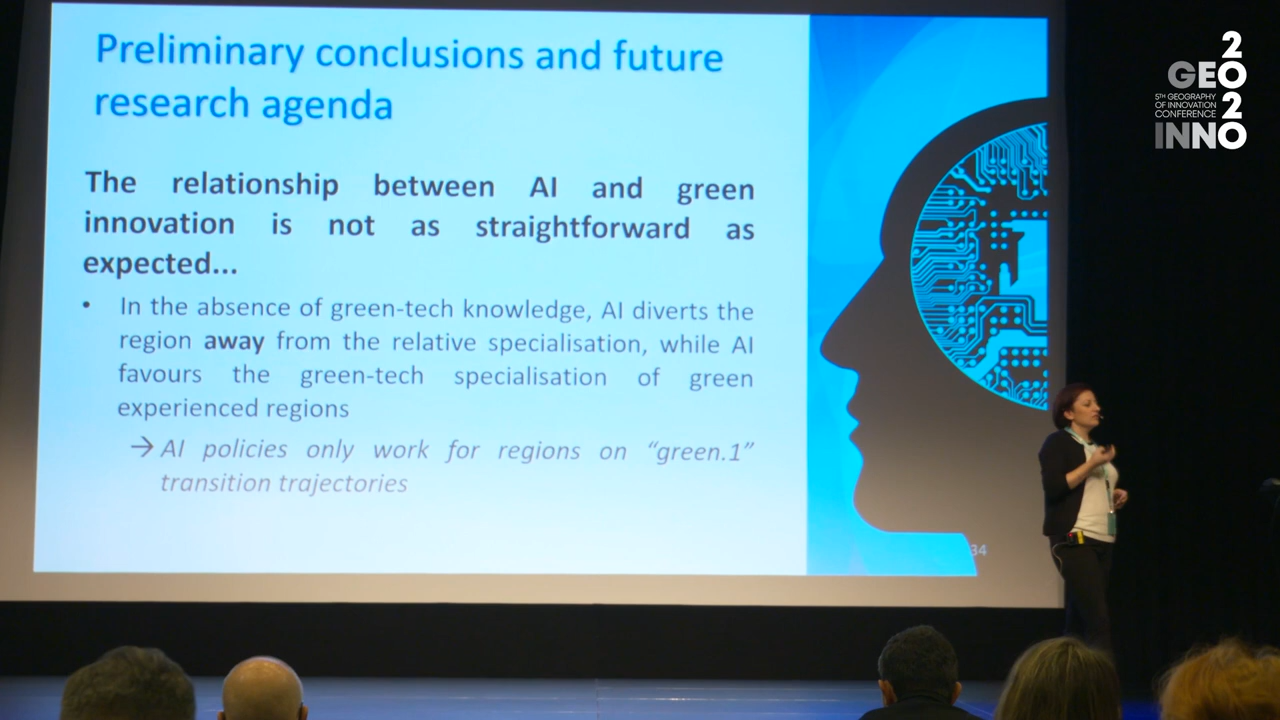 Preliminary conclusions and future
research agenda
The relationship between AI and green
innovation is not as straightforward as
expected...
• In the absence of green-tech knowledge, AI diverts the
region away from the relative specialisation, while AI
favours the green-tech specialisation of green
experienced regions
→ AI policies only work for regions on “green.1”
transition trajectories
34
2
GEO
5TH GEOGRAPHY
OF INNOVATION
CONFERENCE
2
INNO